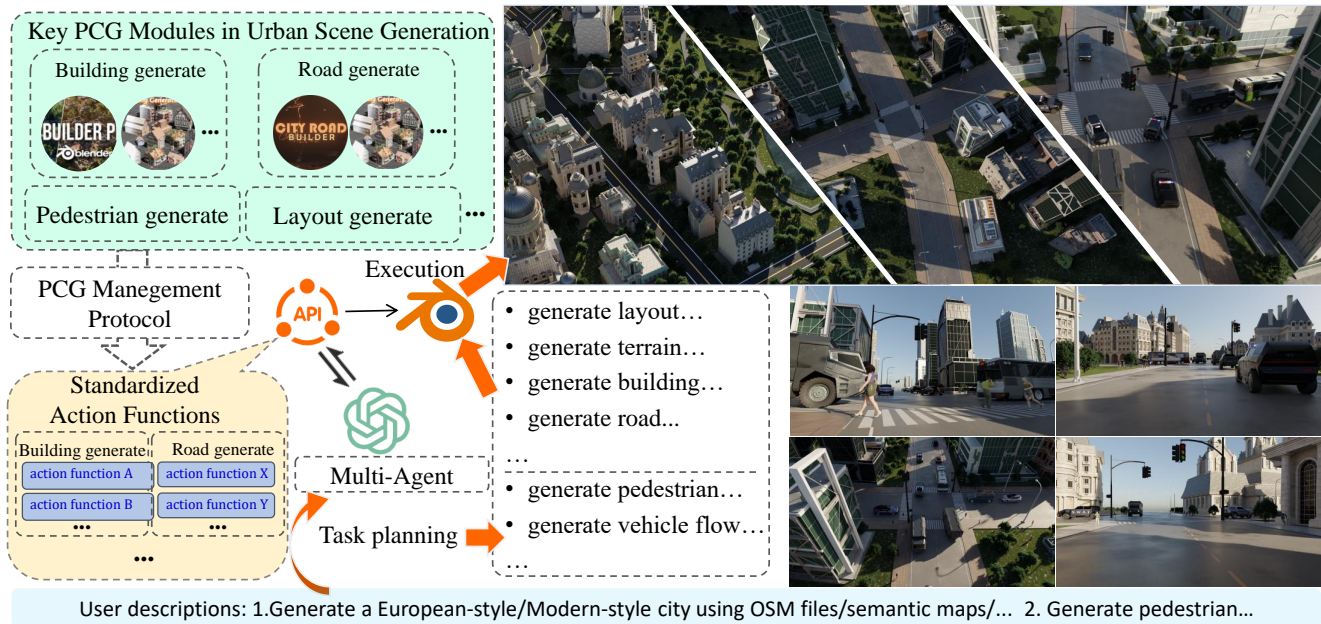 Key PCG Modules in Urban Scene Generation
Building generate
Road generate
BUILDER P
blender
CITY ROAD
BUILDER
...
...
Pedestrian generate
Layout generate
...
PCG Manegement
Protocol
Execution
API
Standardized
Action Functions
Building generate
Road generate
action function A
action function X
action function B
action function Y
...
...
...
Multi-Agent
Task planning
• generate layout…
• generate terrain…
• generate building…
• generate road...
…
• generate pedestrian…
• generate vehicle flow…
…
User descriptions: 1.Generate a European-style/Modern-style city using OSM files/semantic maps/... 2. Generate pedestrian…